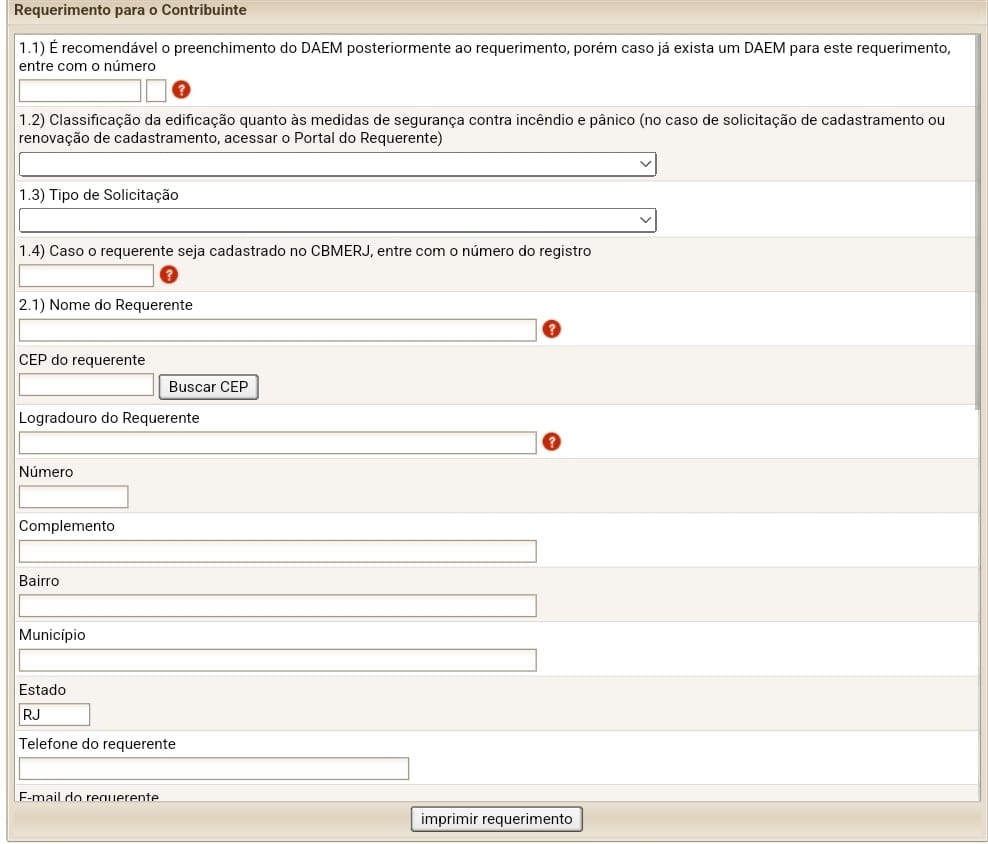 Requerimento para o Contribuinte
1.1) É recomendável o preenchimento do DAEM posteriormente ao requerimento, porém caso já exista um DAEM para este requerimento,
entre com o número
?
1.2) Classificação da edificação quanto às medidas de segurança contra incêndio e pânico (no caso de solicitação de cadastramento ou
renovação de cadastramento, acessar o Portal do Requerente)
1.3) Tipo de Solicitação
1.4) Caso o requerente seja cadastrado no CBMERJ, entre com o número do registro
?
2.1) Nome do Requerente
?
CEP do requerente
Buscar CEP
Logradouro do Requerente
?
Número
Complemento
Bairro
Município
Estado
RJ
Telefone do requerente
E-mail do requerente
imprimir requerimento